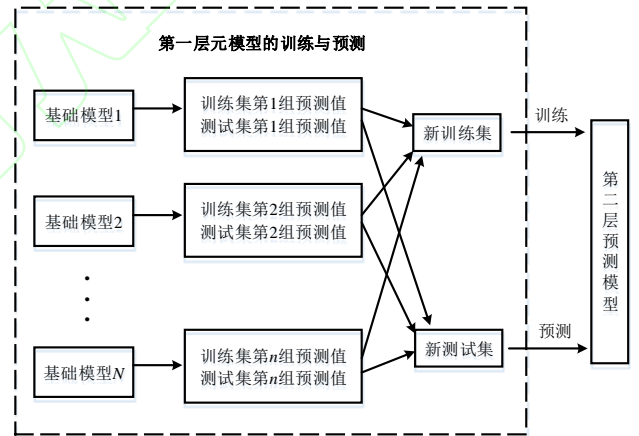 第一层元模型的训练与预测
基础模型1
训练集第1组预测值
测试集第1组预测值
新训练集
训练
基础模型2
训练集第2组预测值
测试集第2组预测值
第二层预测模型
基础模型N
训练集第n组预测值
测试集第n组预测值
新测试集
预测